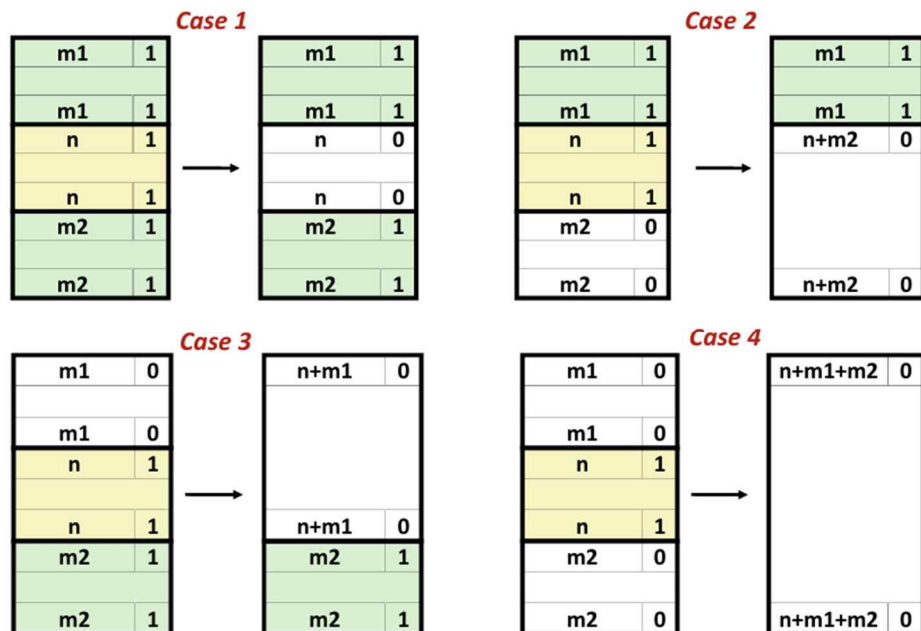 Case 1
m1 1 m1 1
m1 1 m1 1
n 1 n 0
n 1 n 0
m2 1 m2 1
m2 1 m2 1
Case 2
m1 1 m1 1
m1 1 m1 1
n 1 n+m2 0
n 1
m2 0
m2 0 n+m2 0
Case 3
m1 0 n+m1 0
m1 0
n 1
n 1 n+m1 0
m2 1 m2 1
m2 1 m2 1
Case 4
m1 0 n+m1+m2 0
m1 0
n 1
n 1
m2 0
m2 0 n+m1+m2 0